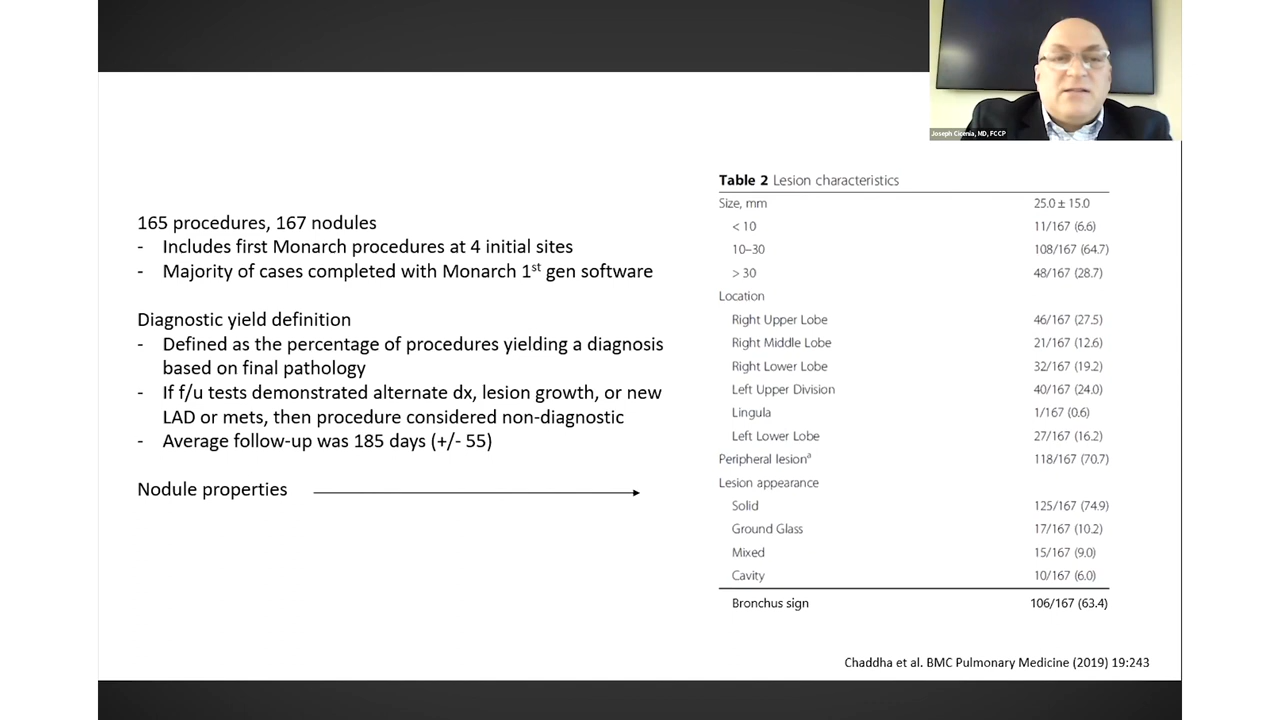 Joseph Cicenia, MD, FCCP
165 procedures, 167 nodules
- Includes first Monarch procedures at 4 initial sites
- Majority of cases completed with Monarch 1st gen software
Diagnostic yield definition
- Defined as the percentage of procedures yielding a diagnosis
based on final pathology
- If f/u tests demonstrated alternate dx, lesion growth, or new
LAD or mets, then procedure considered non-diagnostic
- Average follow-up was 185 days (+/- 55)
Nodule properties
Table 2 Lesion characteristics
Size, mm 25.0 ± 15.0
< 10 11/167 (6.6)
10–30 108/167 (64.7)
> 30 48/167 (28.7)
Location
Right Upper Lobe 46/167 (27.5)
Right Middle Lobe 21/167 (12.6)
Right Lower Lobe 32/167 (19.2)
Left Upper Division 40/167 (24.0)
Lingula 1/167 (0.6)
Left Lower Lobe 27/167 (16.2)
Peripheral lesionª 118/167 (70.7)
Lesion appearance
Solid 125/167 (74.9)
Ground Glass 17/167 (10.2)
Mixed 15/167 (9.0)
Cavity 10/167 (6.0)
Bronchus sign 106/167 (63.4)
Chaddha et al. BMC Pulmonary Medicine (2019) 19:243